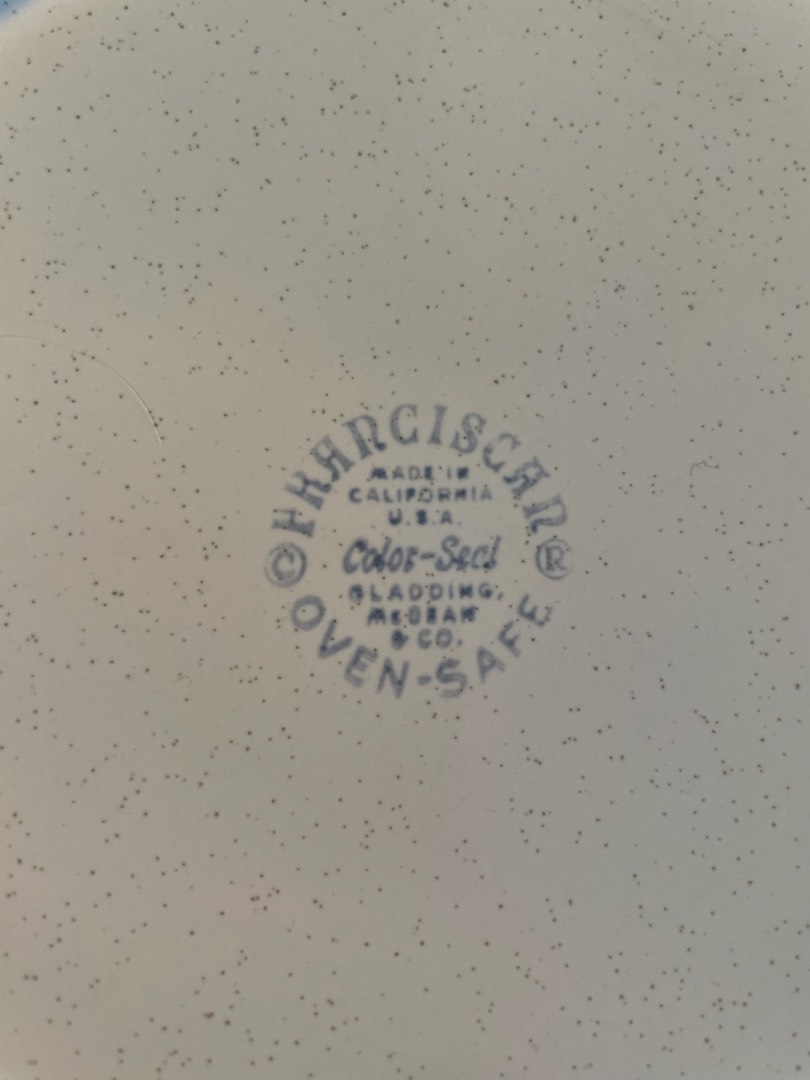 FRANCISCAN
MADE IN
CALIFORNIA
U.S.A.
© Color-Seal ®
GLADDING,
McBEAN
& CO.
OVEN-SAFE